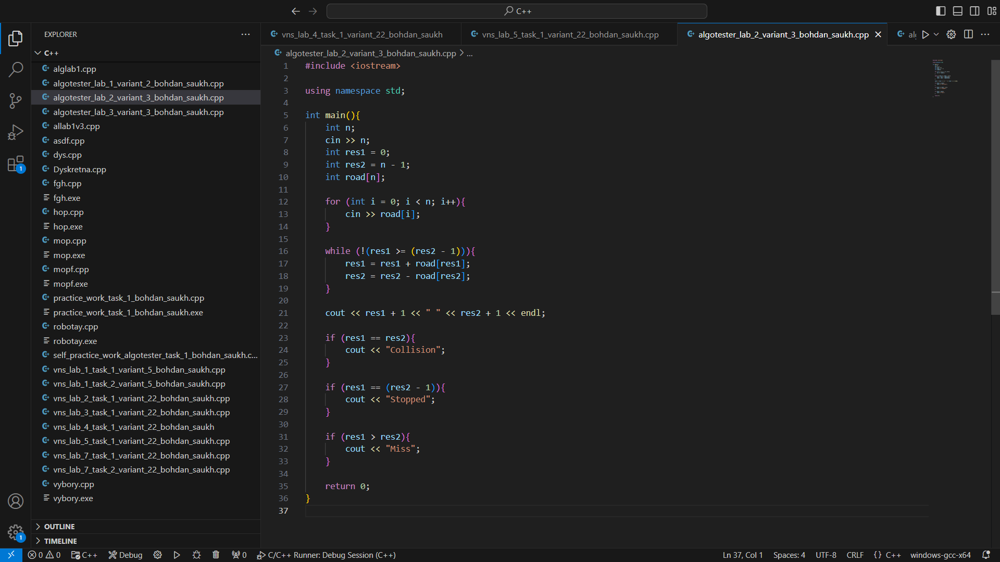 C++
EXPLORER
C++
alglab1.cpp
algotester_lab_1_variant_2_bohdan_saukh.cpp
algotester_lab_2_variant_3_bohdan_saukh.cpp
algotester_lab_3_variant_3_bohdan_saukh.cpp
allab1v3.cpp
asdf.cpp
dys.cpp
Dyskretna.cpp
fgh.cpp
fgh.exe
hop.cpp
hop.exe
mop.cpp
mop.exe
mopf.cpp
mopf.exe
practice_work_task_1_bohdan_saukh.cpp
practice_work_task_1_bohdan_saukh.exe
robotay.cpp
robotay.exe
self_practice_work_algotester_task_1_bohdan_saukh.c...
vns_lab_1_task_1_variant_5_bohdan_saukh.cpp
vns_lab_1_task_2_variant_5_bohdan_saukh.cpp
vns_lab_2_task_1_variant_22_bohdan_saukh.cpp
vns_lab_3_task_1_variant_22_bohdan_saukh.cpp
vns_lab_4_task_1_variant_22_bohdan_saukh
vns_lab_5_task_1_variant_22_bohdan_saukh.cpp
vns_lab_7_task_1_variant_22_bohdan_saukh.cpp
vns_lab_7_task_2_variant_22_bohdan_saukh.cpp
vybory.cpp
vybory.exe
OUTLINE
TIMELINE
1
1
vns_lab_4_task_1_variant_22_bohdan_saukh vns_lab_5_task_1_variant_22_bohdan_saukh.cpp algotester_lab_2_variant_3_bohdan_saukh.cpp
algotester_lab_2_variant_3_bohdan_saukh.cpp > ...
1 #include <iostream>
2
3 using namespace std;
4
5 int main(){
6 int n;
7 cin >> n;
8 int res1 = 0;
9 int res2 = n - 1;
10 int road[n];
11
12 for (int i = 0; i < n; i++){
13 cin >> road[i];
14 }
15
16 while (!(res1 >= (res2 - 1))){
17 res1 = res1 + road[res1];
18 res2 = res2 - road[res2];
19 }
20
21 cout << res1 + 1 << " " << res2 + 1 << endl;
22
23 if (res1 == res2){
24 cout << "Collision";
25 }
26
27 if (res1 == (res2 - 1)){
28 cout << "Stopped";
29 }
30
31 if (res1 > res2){
32 cout << "Miss";
33 }
34
35 return 0;
36 }
37
0 0 C++ Debug 0 C/C++ Runner: Debug Session (C++) Ln 37, Col 1 Spaces: 4 UTF-8 CRLF {} C++ windows-gcc-x64